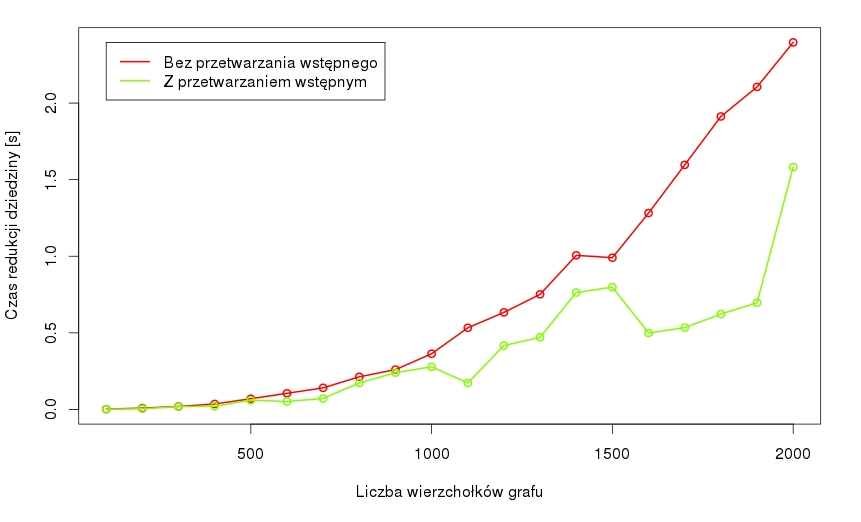 Bez przetwarzania wstępnego
Z przetwarzaniem wstępnym
Czas redukcji dziedziny [s]
2.0
1.5
1.0
0.5
0.0
500
1000
1500
2000
Liczba wierzchołków grafu